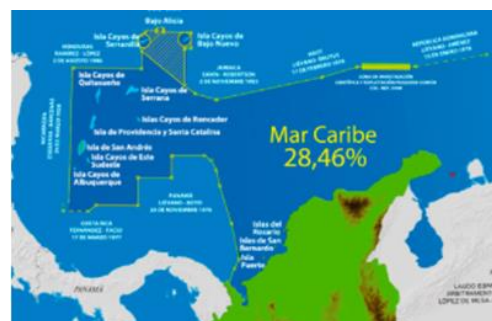 Bajo Alicia
Isla Cayos de
Serranilla
Isla Cayos de
Bajo Nuevo
HONDURAS
RAMÍREZ - LÓPEZ
2 DE AGOSTO 1986
JAMAICA
SANÍN - ROBERTSON
HAITÍ
LIÉVANO - BRUTUS
17 DE FEBRERO 1978
REPÚBLICA DOMINICANA
LIÉVANO - JIMÉNEZ
13 DE ENERO 1978
Isla Cayos de
Quitasueño
Isla Cayos de
Serrana
Islas Cayos de Roncador
Isla de Providencia y Santa Catalina
Isla de San Andrés
Isla Cayos de Este
Sudeste
Isla Cayos de
Albuquerque
Mar Caribe
28,46%
PANAMÁ
LIÉVANO - BOYD
20 DE NOVIEMBRE 1976
COSTA RICA
FERNÁNDEZ - FACIO
17 DE MARZO 1977
Islas del
Rosario
Islas de San
Bernardo
Isla
Fuerte
PANAMÁ
LAUDO ESPA
LÓPEZ DE MESA -